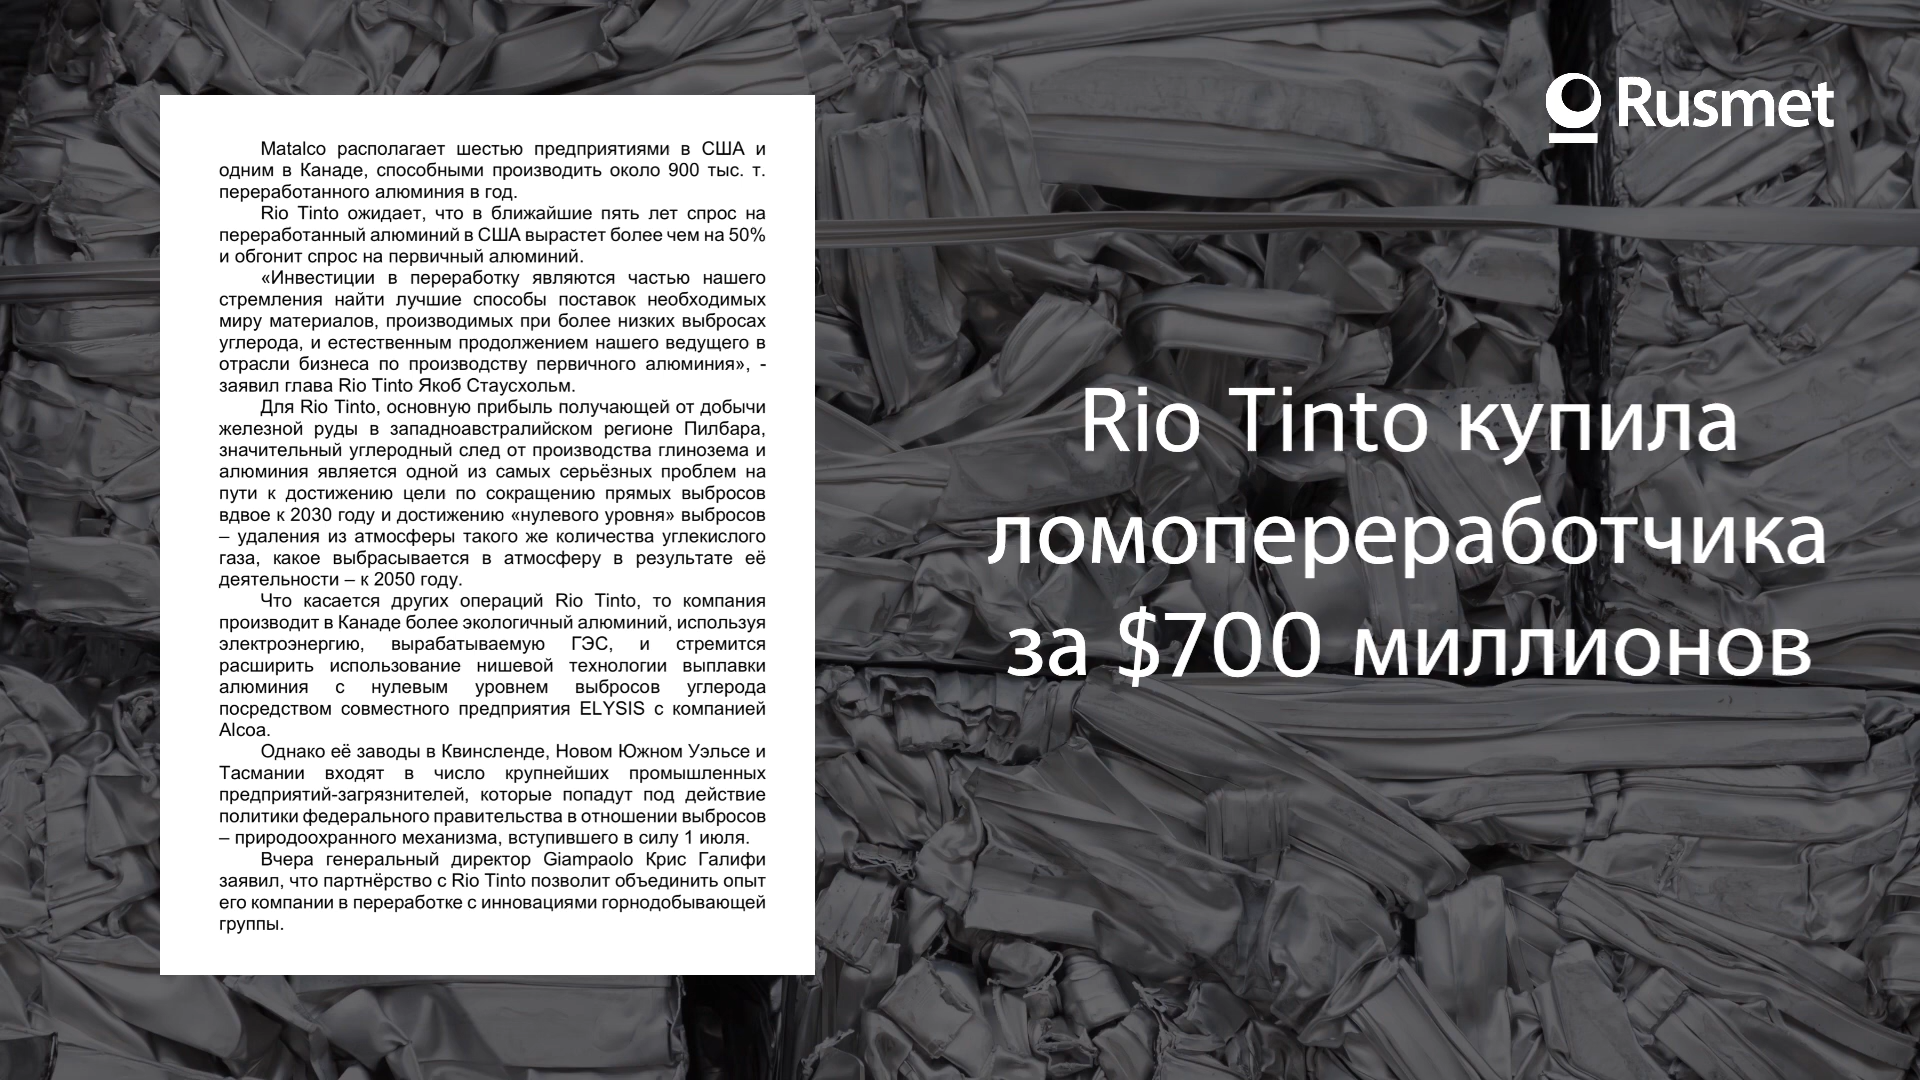 Matalco располагает шестью предприятиями в США и
одним в Канаде, способными производить около 900 тыс. т.
переработанного алюминия в год.
Rio Tinto ожидает, что в ближайшие пять лет спрос на
переработанный алюминий в США вырастет более чем на 50%
и обгонит спрос на первичный алюминий.
«Инвестиции в переработку являются частью нашего
стремления найти лучшие способы поставок необходимых
миру материалов, производимых при более низких выбросах
углерода, и естественным продолжением нашего ведущего в
отрасли бизнеса по производству первичного алюминия», -
заявил глава Rio Tinto Якоб Стаусхольм.
Для Rio Tinto, основную прибыль получающей от добычи
железной руды в западноавстралийском регионе Пилбара,
значительный углеродный след от производства глинозема и
алюминия является одной из самых серьёзных проблем на
пути к достижению цели по сокращению прямых выбросов
вдвое к 2030 году и достижению «нулевого уровня» выбросов
– удаления из атмосферы такого же количества углекислого
газа, какое выбрасывается в атмосферу в результате её
деятельности – к 2050 году.
Что касается других операций Rio Tinto, то компания
производит в Канаде более экологичный алюминий, используя
электроэнергию, вырабатываемую ГЭС, и стремится
расширить использование нишевой технологии выплавки
алюминия с нулевым уровнем выбросов углерода
посредством совместного предприятия ELYSIS с компанией
Alcoa.
Однако её заводы в Квинсленде, Новом Южном Уэльсе и
Тасмании входят в число крупнейших промышленных
предприятий-загрязнителей, которые попадут под действие
политики федерального правительства в отношении выбросов
– природоохранного механизма, вступившего в силу 1 июля.
Вчера генеральный директор Giampaolo Крис Галифи
заявил, что партнёрство с Rio Tinto позволит объединить опыт
его компании в переработке с инновациями горнодобывающей
группы.
Rusmet
Rio Tinto купила
ломопереработчика
за $700 миллионов